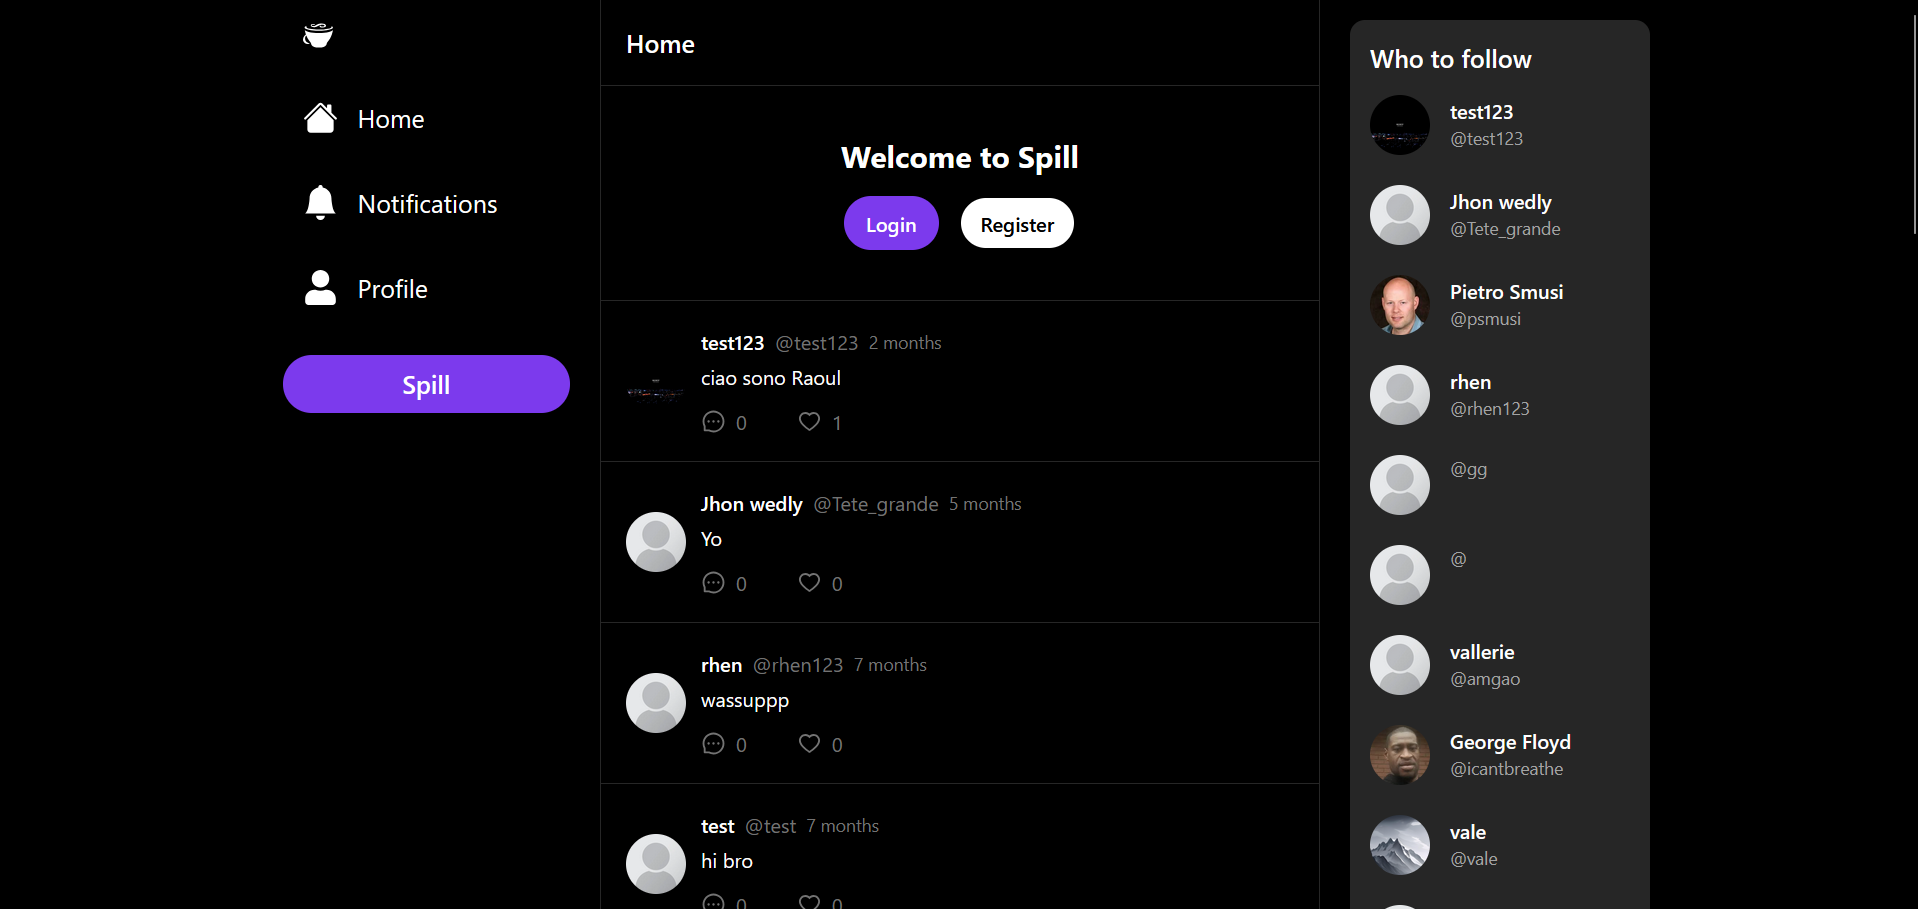 Home
Notifications
Profile
Spill
Home
Welcome to Spill
Login
Register
test123 @test123 2 months
ciao sono Raoul
0 1
Jhon wedly @Tete_grande 5 months
Yo
0 0
rhen @rhen123 7 months
wassuppp
0 0
test @test 7 months
hi bro
0 0
Who to follow
test123
@test123
Jhon wedly
@Tete_grande
Pietro Smusi
@psmusi
rhen
@rhen123
@gg
@
vallerie
@amgao
George Floyd
@icantbreathe
vale
@vale